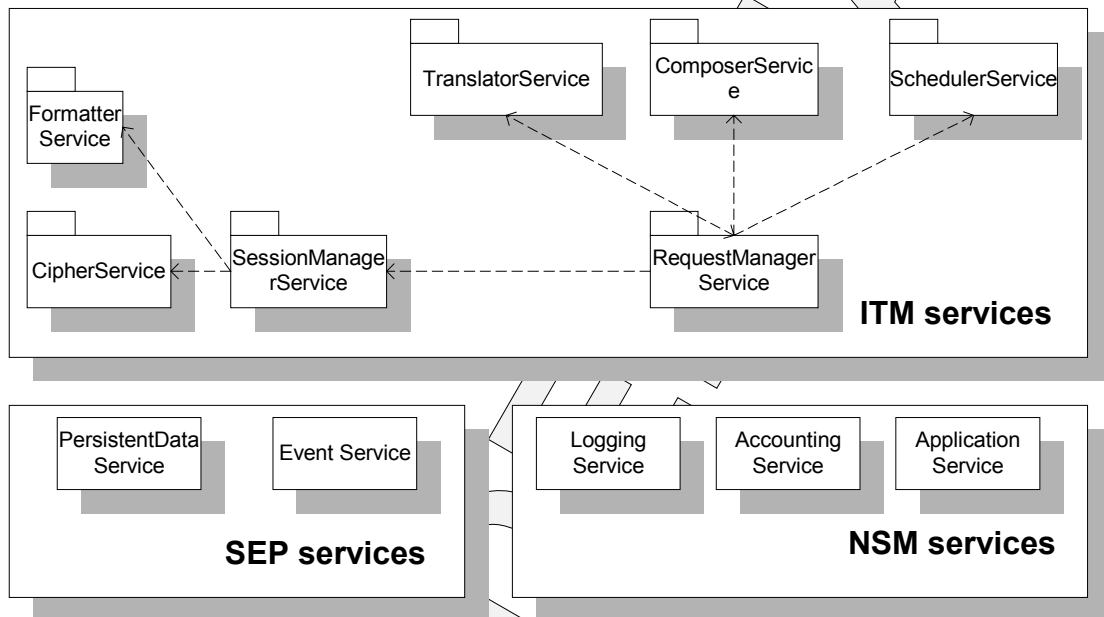 TranslatorService
ComposerServic
e
SchedulerService
Formatter
Service
CipherService
SessionManage
rService
RequestManager
Service
ITM services
PersistentData
Service
Event Service
SEP services
Logging
Service
Accounting
Service
Application
Service
NSM services